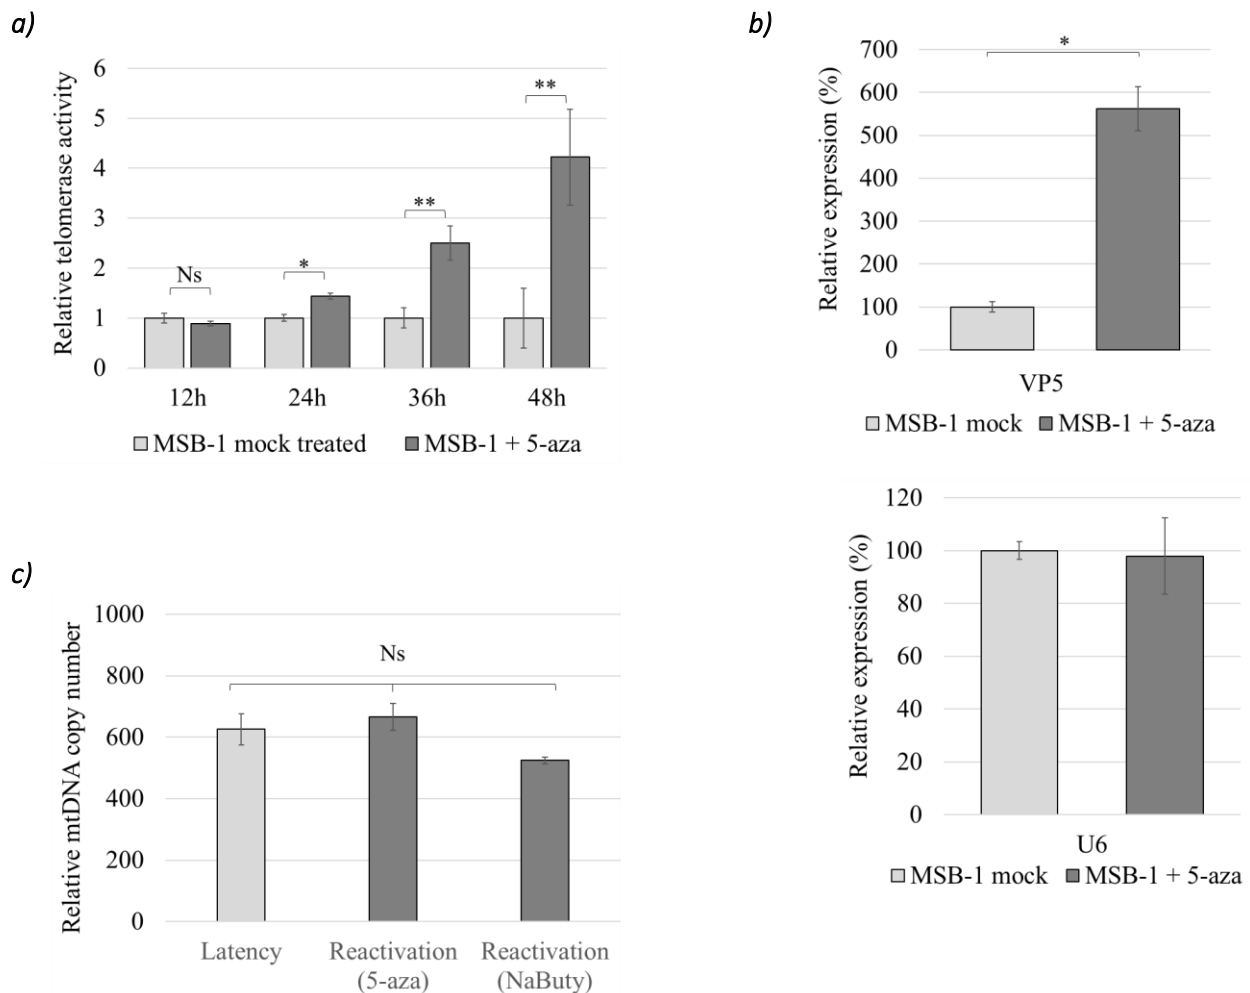 a)
6
5
4
3
2
1
0
Relative telomerase activity
Ns
*
**
**
12h 24h 36h 48h
MSB-1 mock treated MSB-1 + 5-aza
b)
700
600
500
400
300
200
100
0
Relative expression (%)
*
VP5
MSB-1 mock MSB-1 + 5-aza
120
100
80
60
40
20
0
Relative expression (%)
U6
MSB-1 mock MSB-1 + 5-aza
c)
1000
800
600
400
200
0
Relative mtDNA copy number
Ns
Latency Reactivation Reactivation
(5-aza) (NaButy)